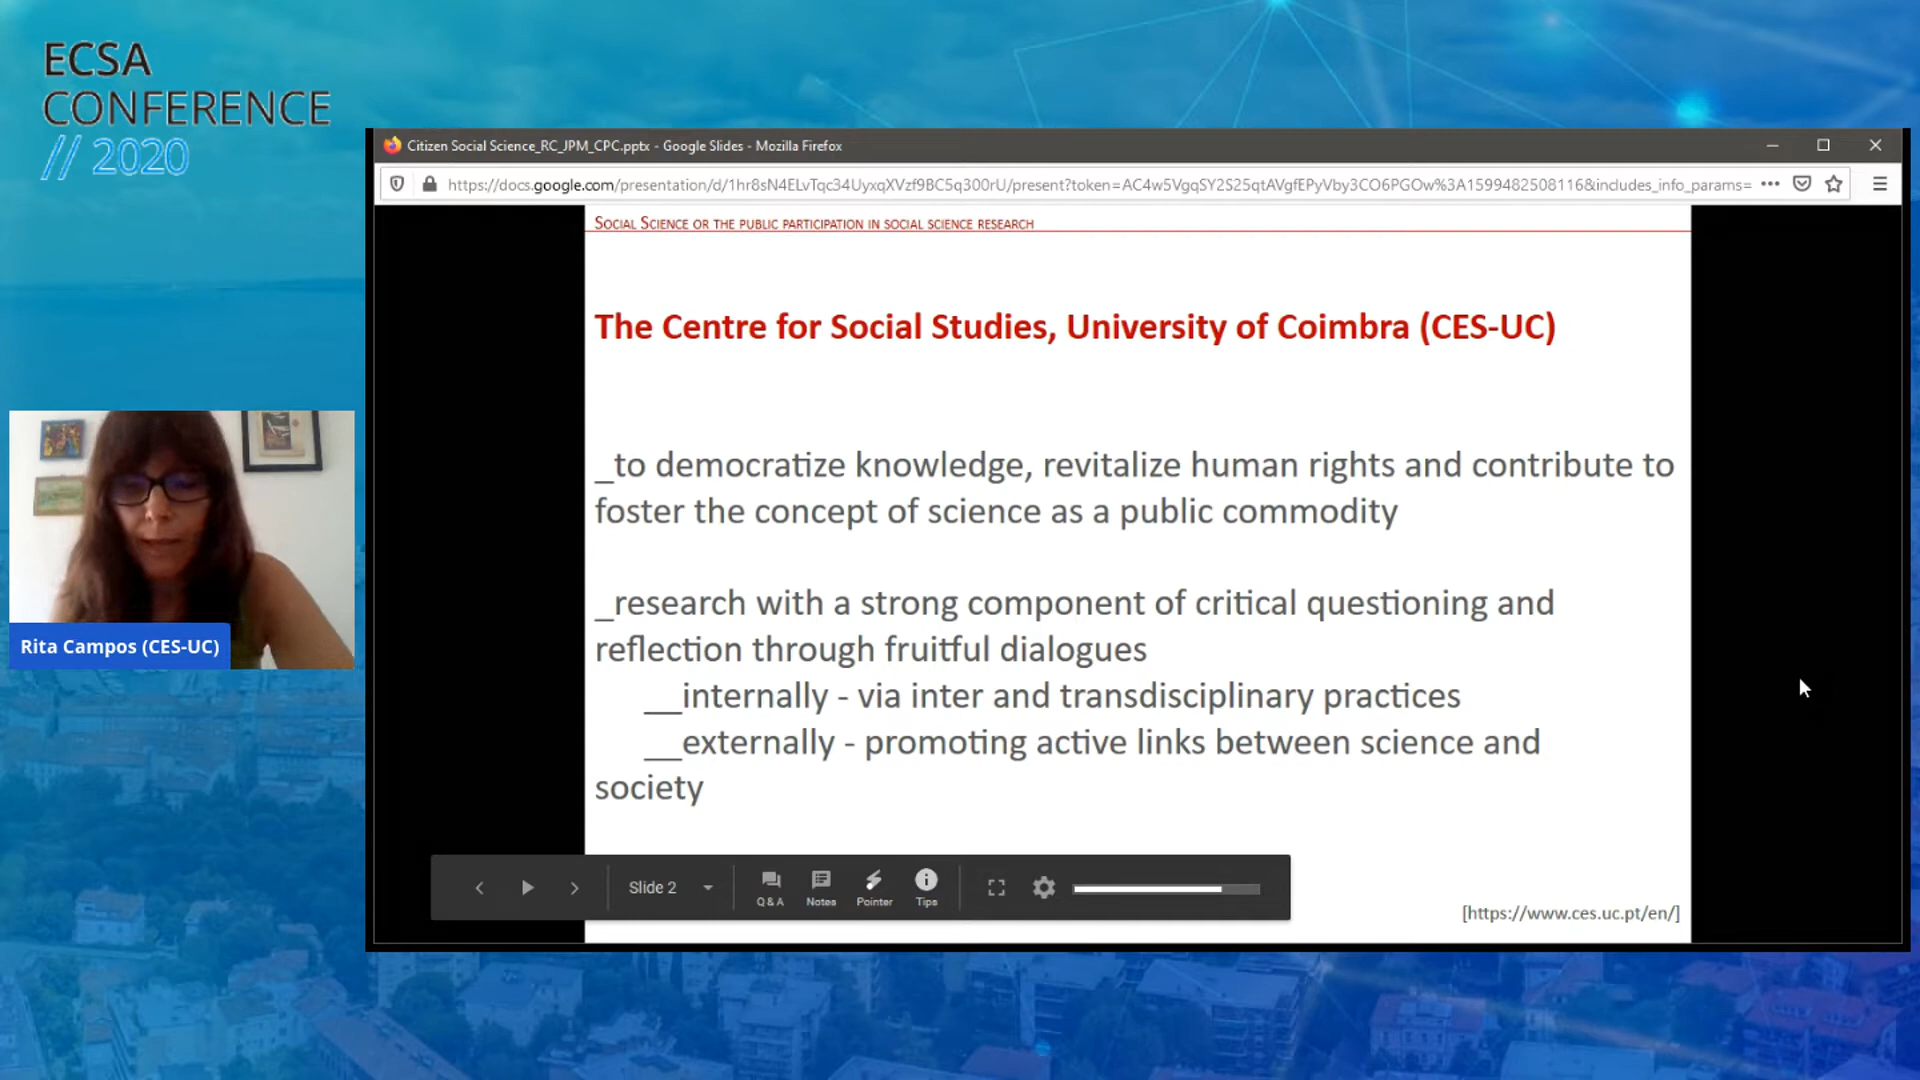 ECSA
CONFERENCE
// 2020
Citizen Social Science_RC_JPM_CPC.pptx - Google Slides - Mozilla Firefox
https://docs.google.com/presentation/d/1hr8sN4ELvTqc34UyxqXVzf9BC5q300rU/present?token=AC4w5VgqSY2S25qtAVgfEPyVby3CO6PGOw%3A1599482508116&includes_info_params=
Social Science or the public participation in social science research
The Centre for Social Studies, University of Coimbra (CES-UC)
_to democratize knowledge, revitalize human rights and contribute to
foster the concept of science as a public commodity
_research with a strong component of critical questioning and
reflection through fruitful dialogues
__internally - via inter and transdisciplinary practices
__externally - promoting active links between science and
society
Rita Campos (CES-UC)
Slide 2
Q & A
Notes
Pointer
Tips
[https://www.ces.uc.pt/en/]